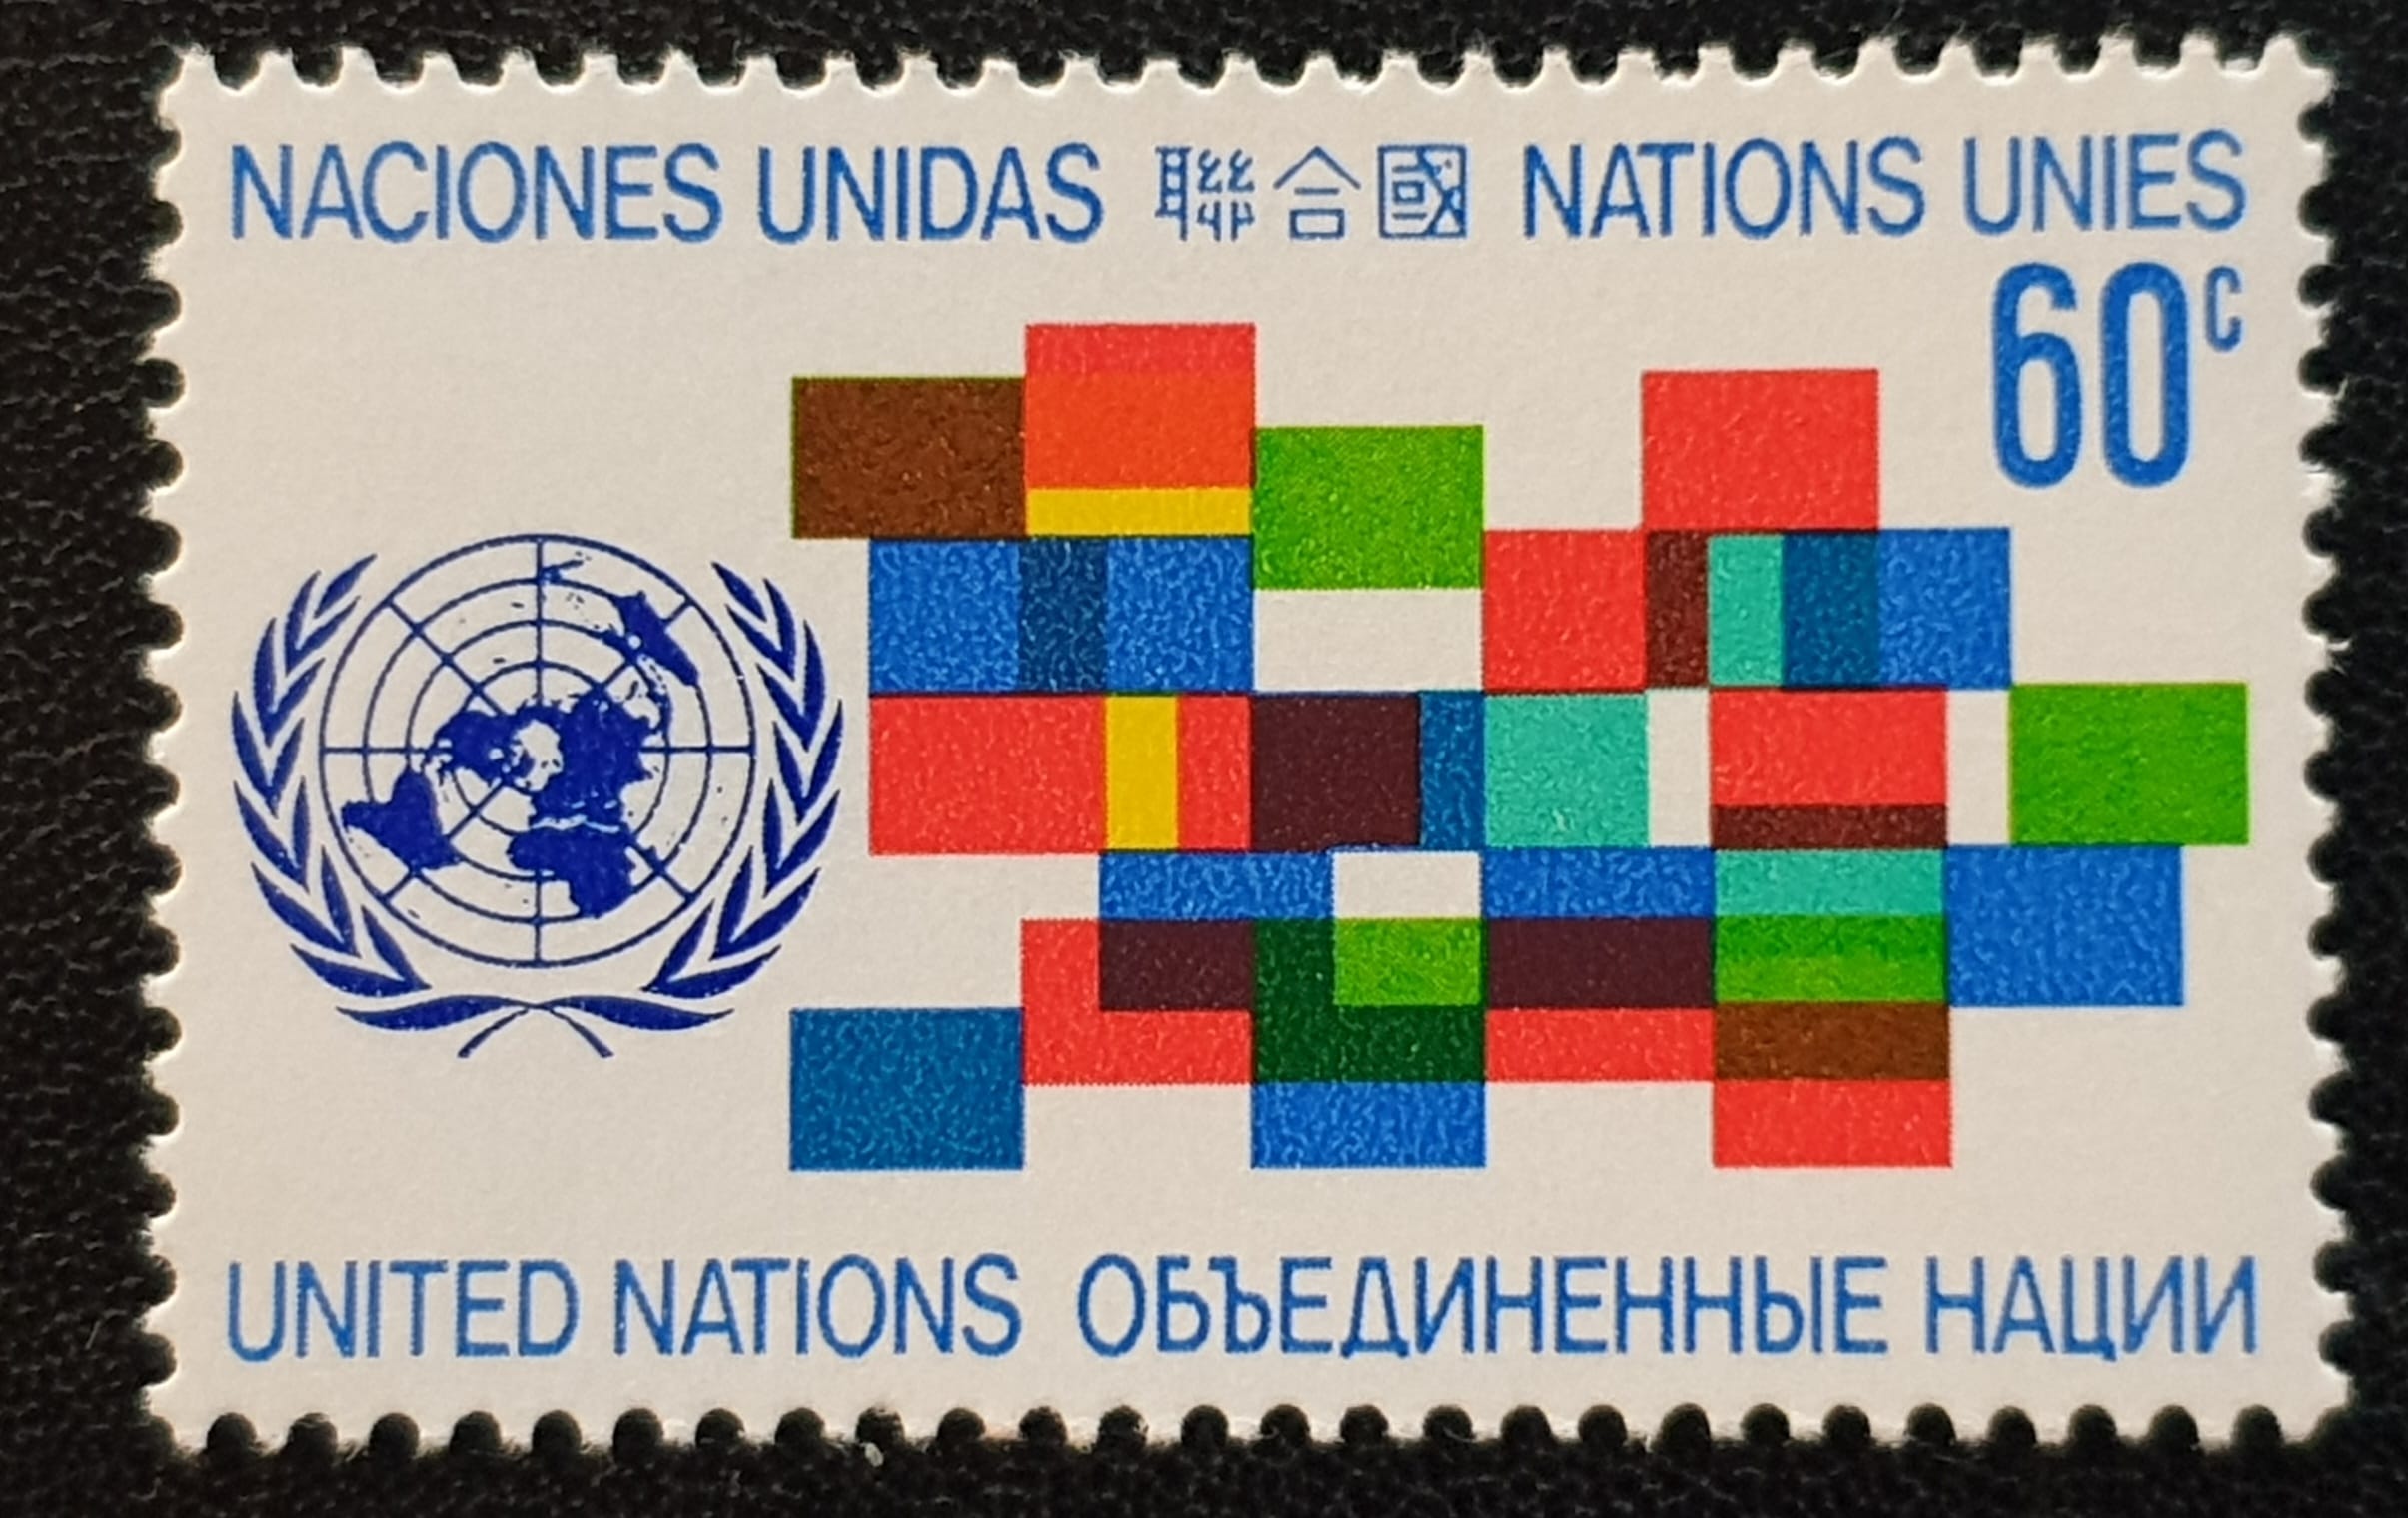 NACIONES UNIDAS 聯合國 NATIONS UNIES
60c
UNITED NATIONS ОБЪЕДИНЕННЫЕ НАЦИИ